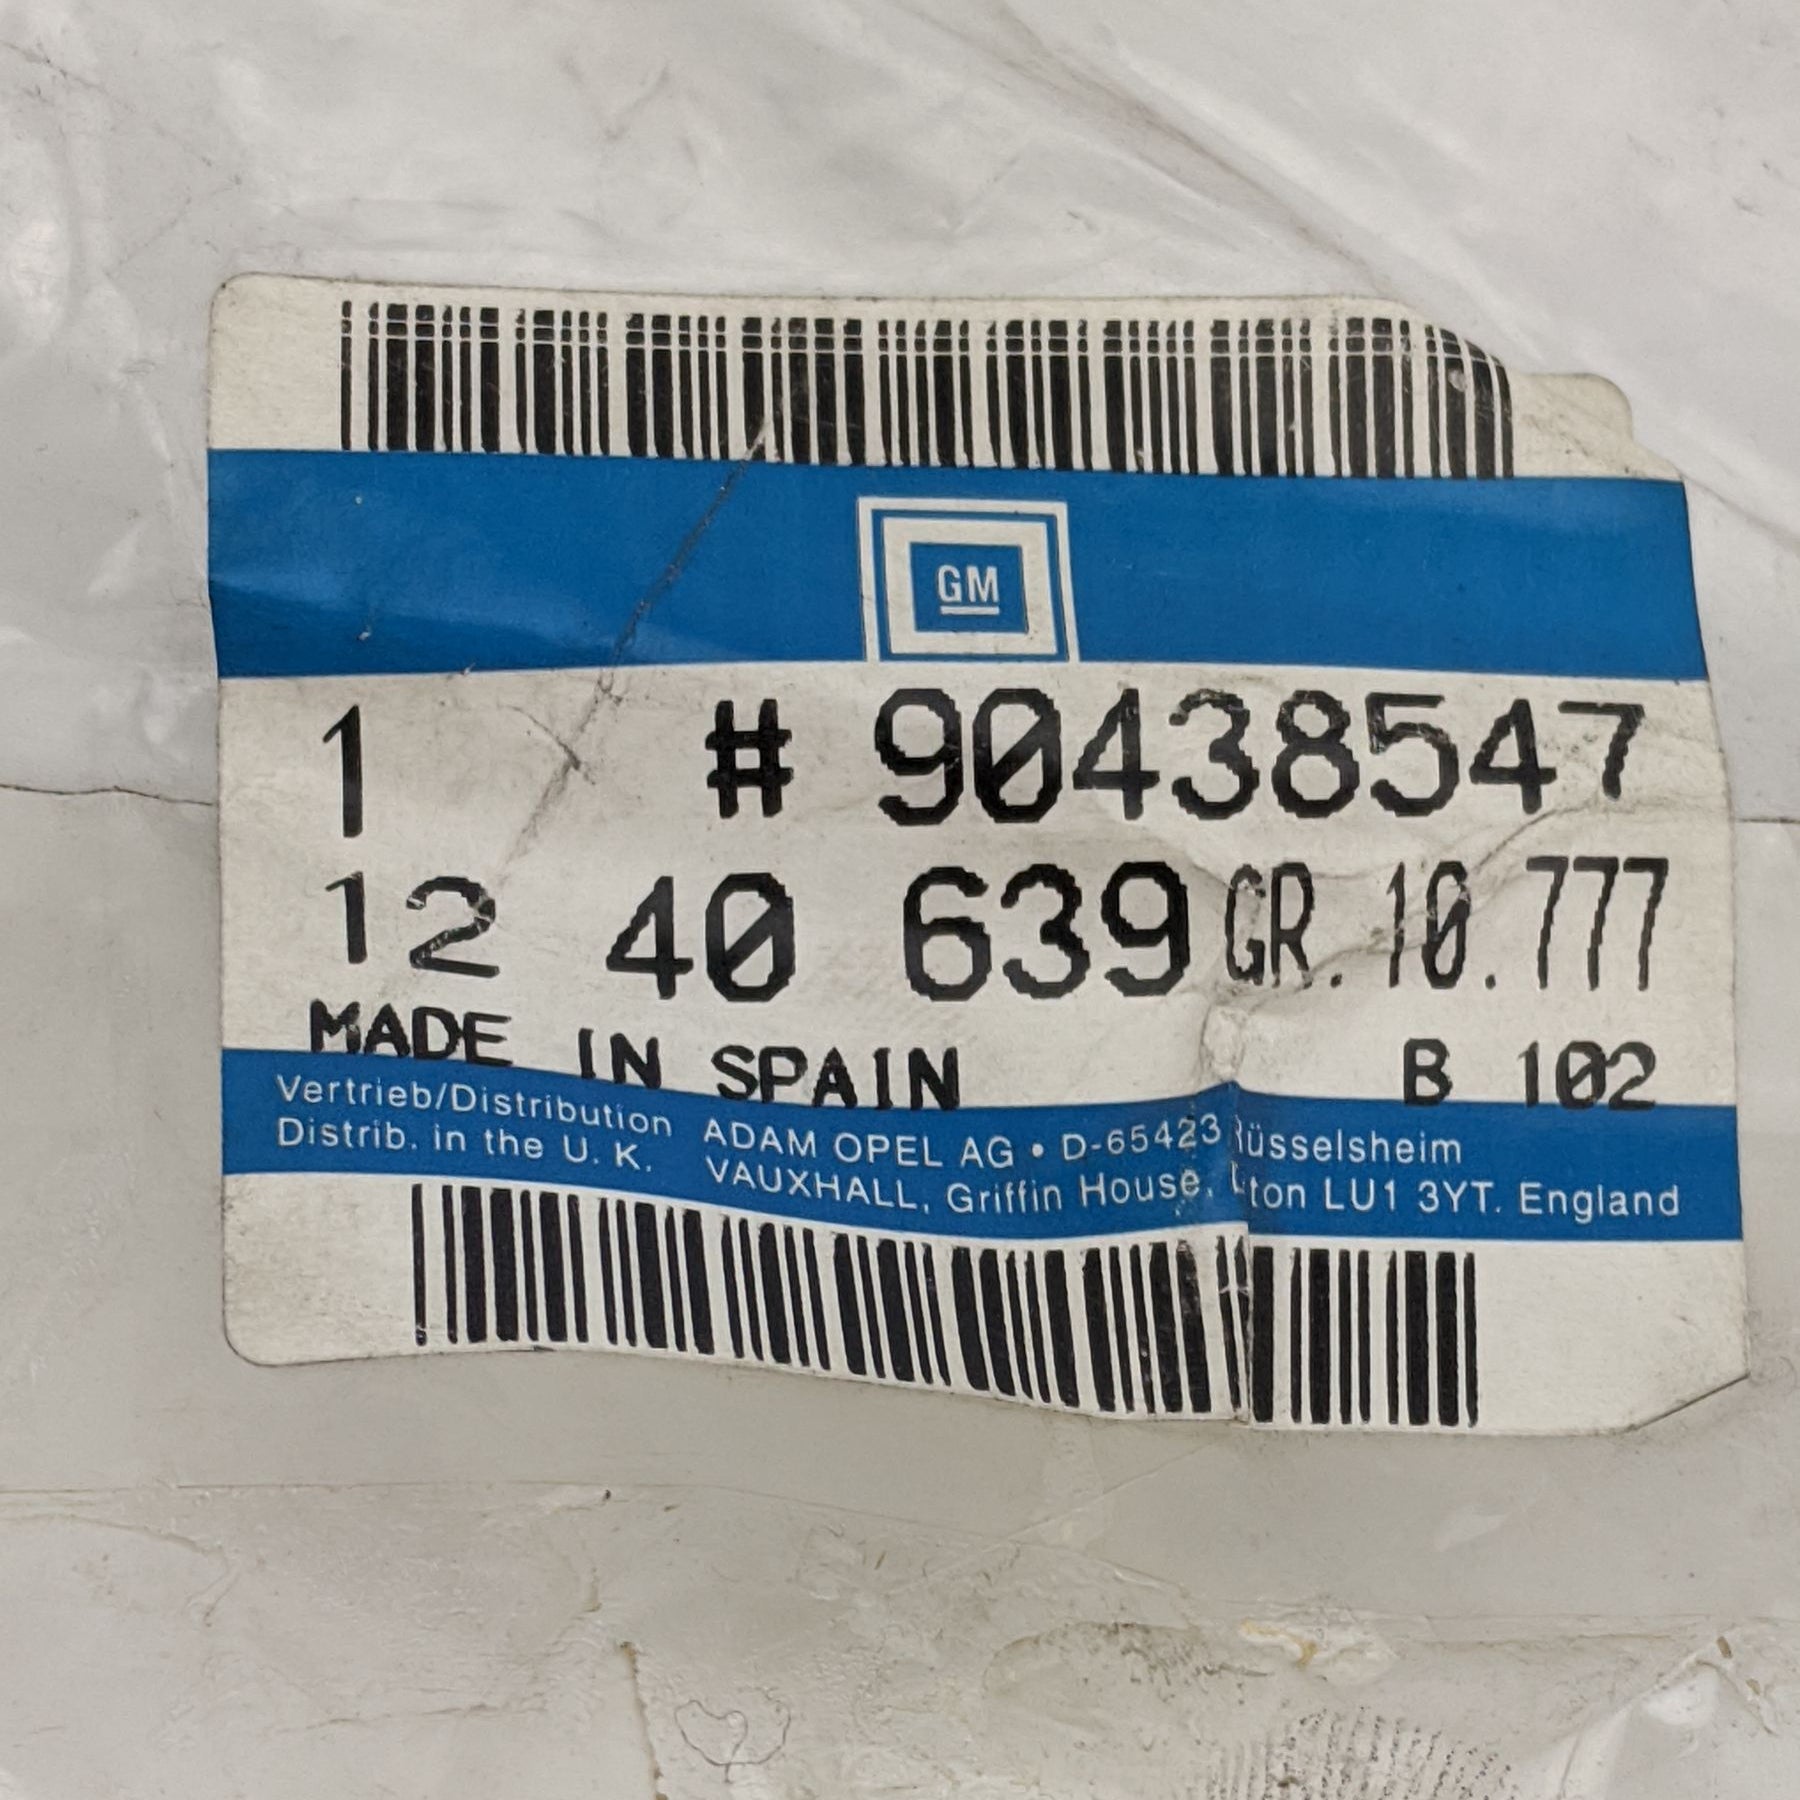 GM
1 # 90438547
12 40 639 GR. 10.777
MADE IN SPAIN B 102
Vertrieb/Distribution ADAM OPEL AG • D-65423 Rüsselsheim
Distrib. in the U. K. VAUXHALL, Griffin House, LU1 3YT. England